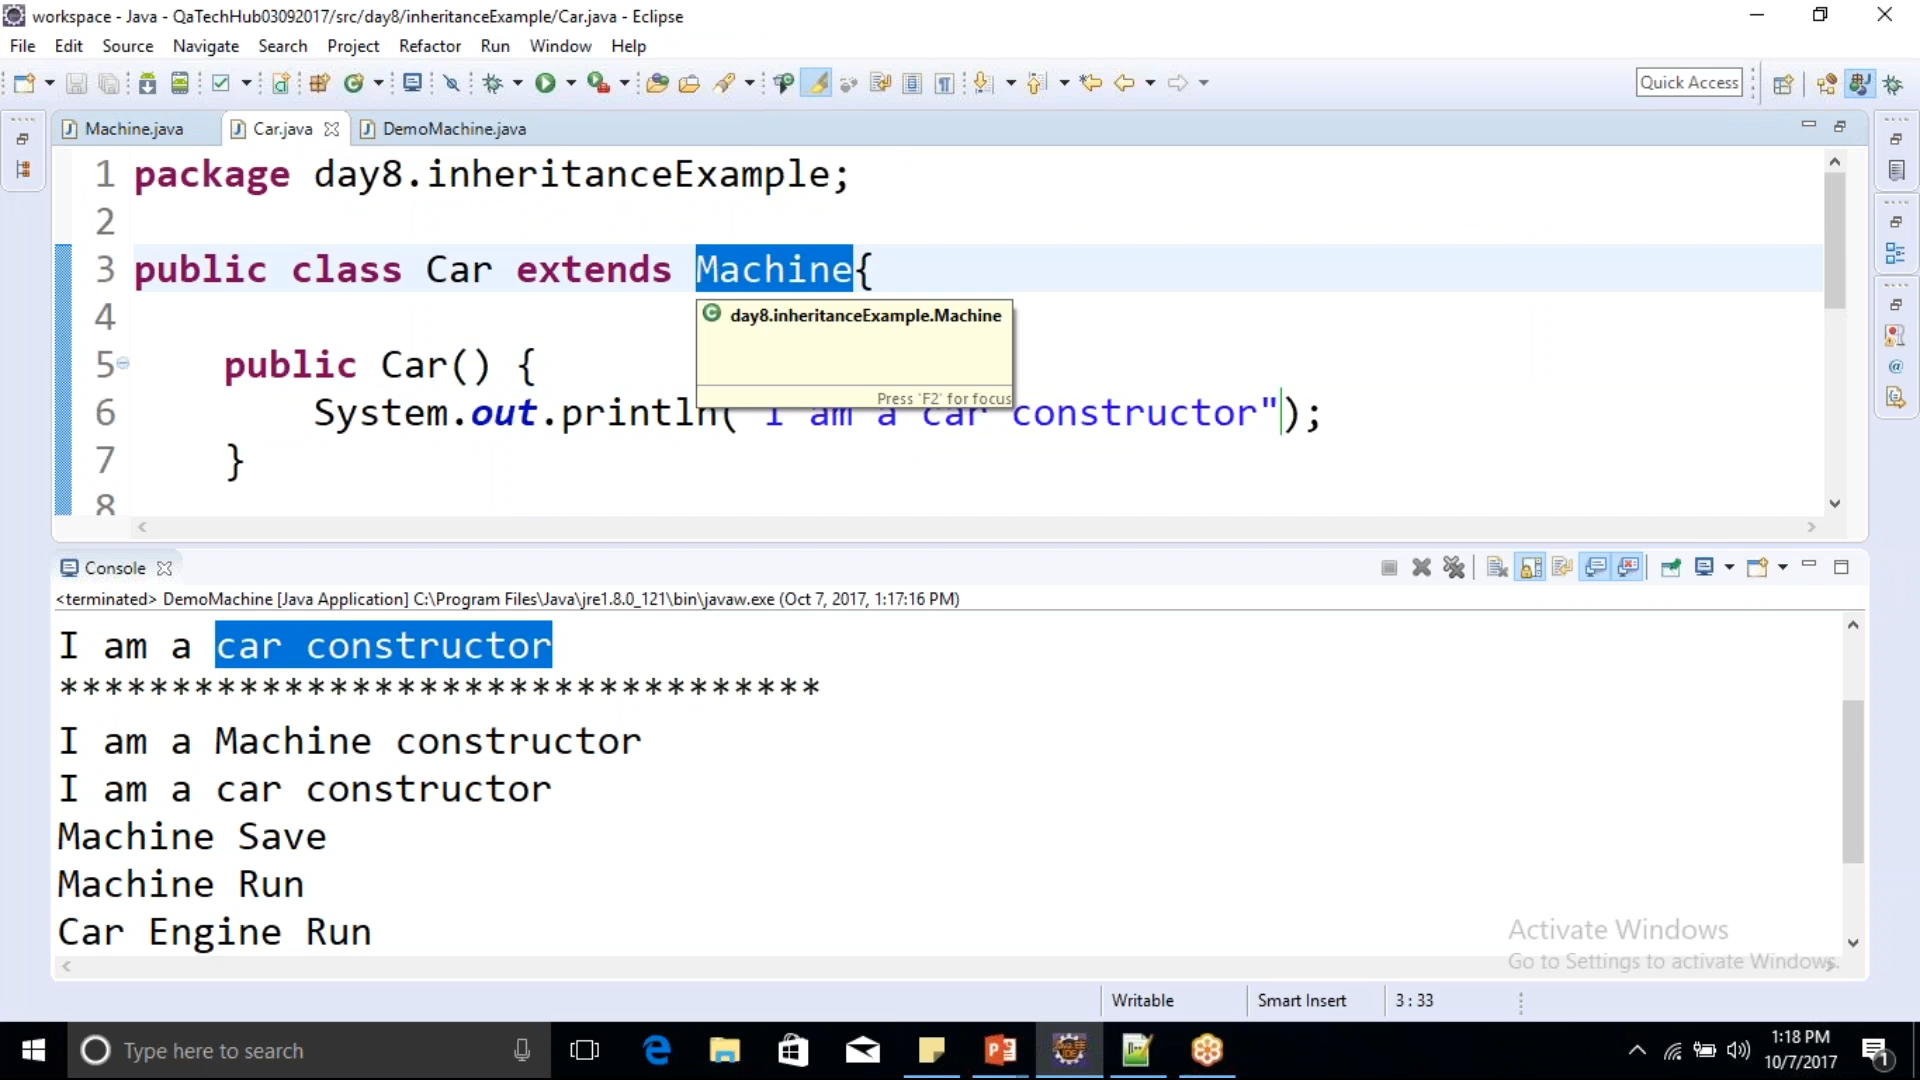 workspace - Java - QaTechHub03092017/src/day8/inheritanceExample/Car.java - Eclipse
File Edit Source Navigate Search Project Refactor Run Window Help
Quick Access
Machine.java Car.java DemoMachine.java
1 package day8.inheritanceExample;
2
3 public class Car extends Machine{
4
day8.inheritanceExample.Machine
5 public Car() {
Press 'F2' for focus
6 System.out.println( I am a car constructor");
7 }
8
Console
<terminated> DemoMachine [Java Application] C:\Program Files\Java\jre1.8.0_121\bin\javaw.exe (Oct 7, 2017, 1:17:16 PM)
I am a car constructor
**********************************
I am a Machine constructor
I am a car constructor
Machine Save
Machine Run
Car Engine Run
Activate Windows
Go to Settings to activate Windows.
Writable Smart Insert 3 : 33
Type here to search
1:18 PM
10/7/2017
1